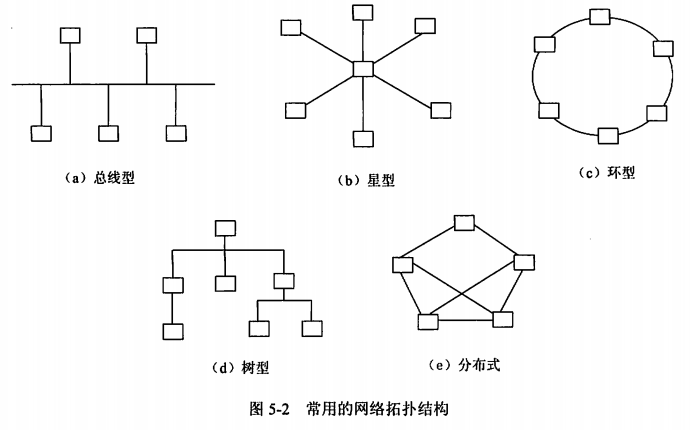 (a) 总线型
(b) 星型
(c) 环型
(d) 树型
(e) 分布式
图 5-2 常用的网络拓扑结构